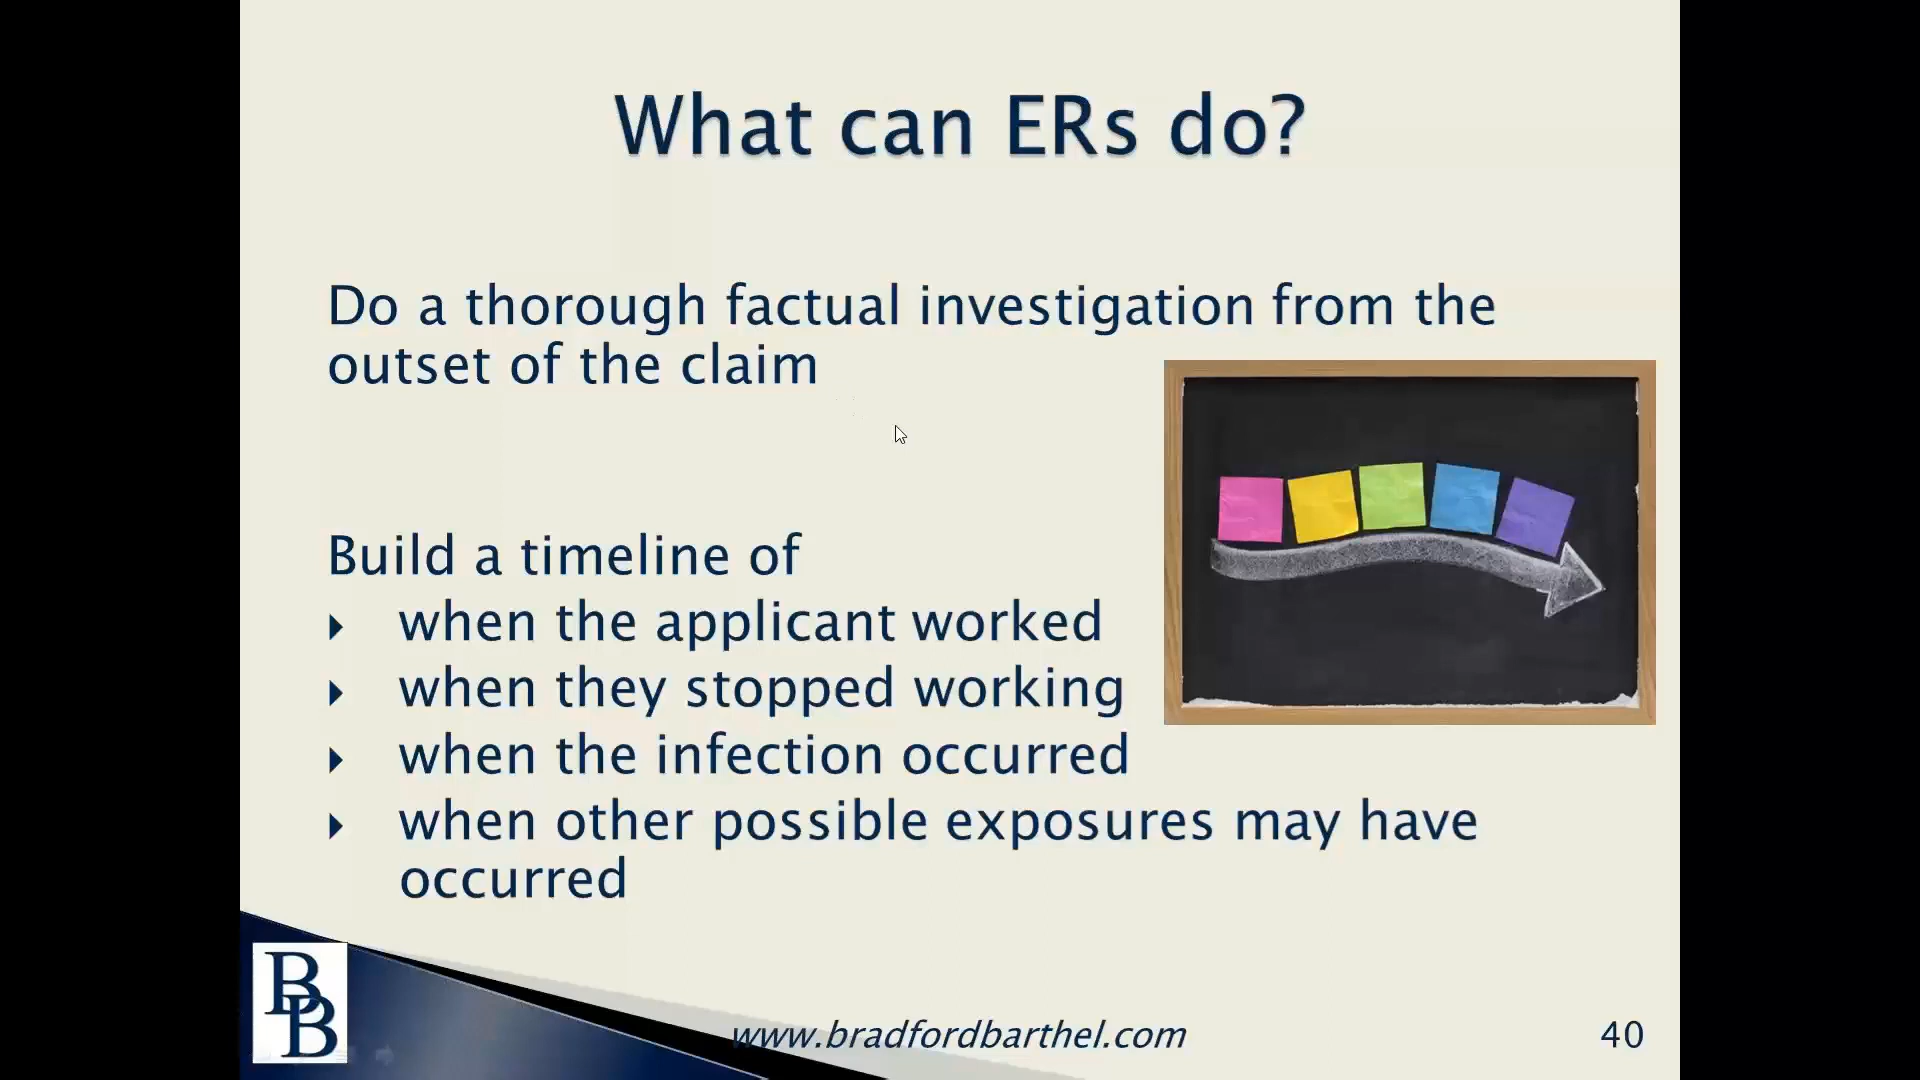 What can ERs do?
Do a thorough factual investigation from the
outset of the claim
Build a timeline of
when the applicant worked
when they stopped working
when the infection occurred
when other possible exposures may have
occurred
BB
www.bradfordbarthel.com
40